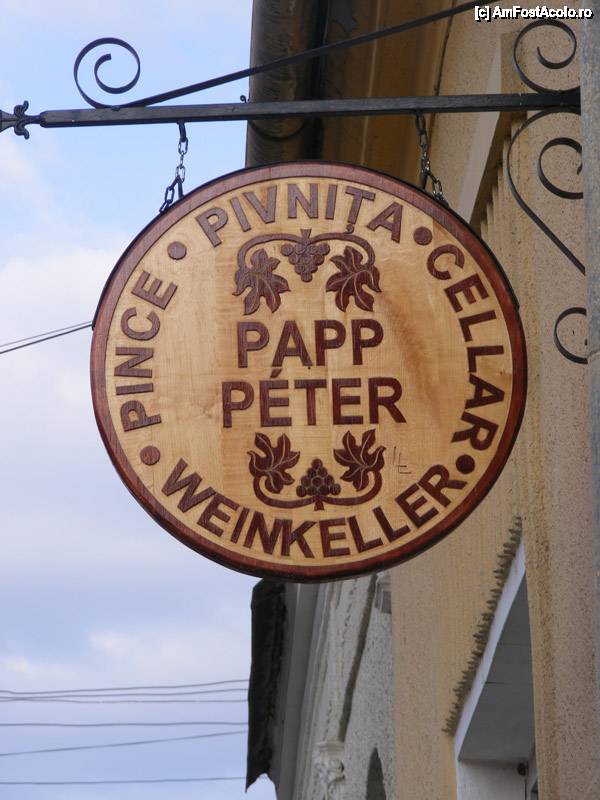 [c] AmFostAcolo.ro
PINCE • PIVNIȚA • CELLAR • WEINKELLER •
PAPP
PÉTER